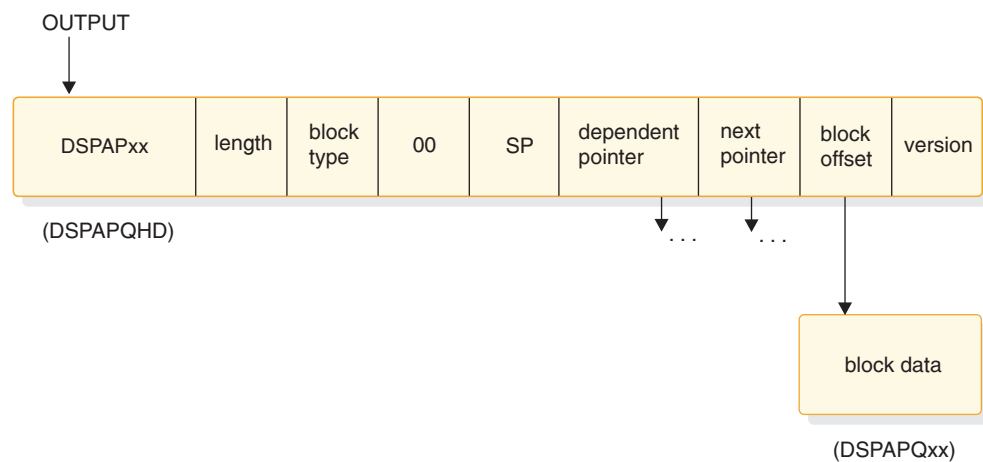 OUTPUT
DSPAPxx
length
block
type
00
SP
dependent
pointer
next
pointer
block
offset
version
(DSPAPQHD)
. . .
. . .
block data
(DSPAPQxx)